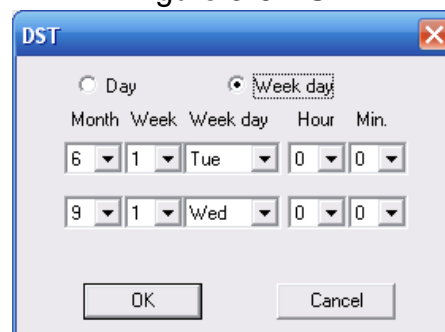 DST
Day Week day
Month Week Week day Hour Min.
6 1 Tue 0 0
9 1 Wed 0 0
OK Cancel